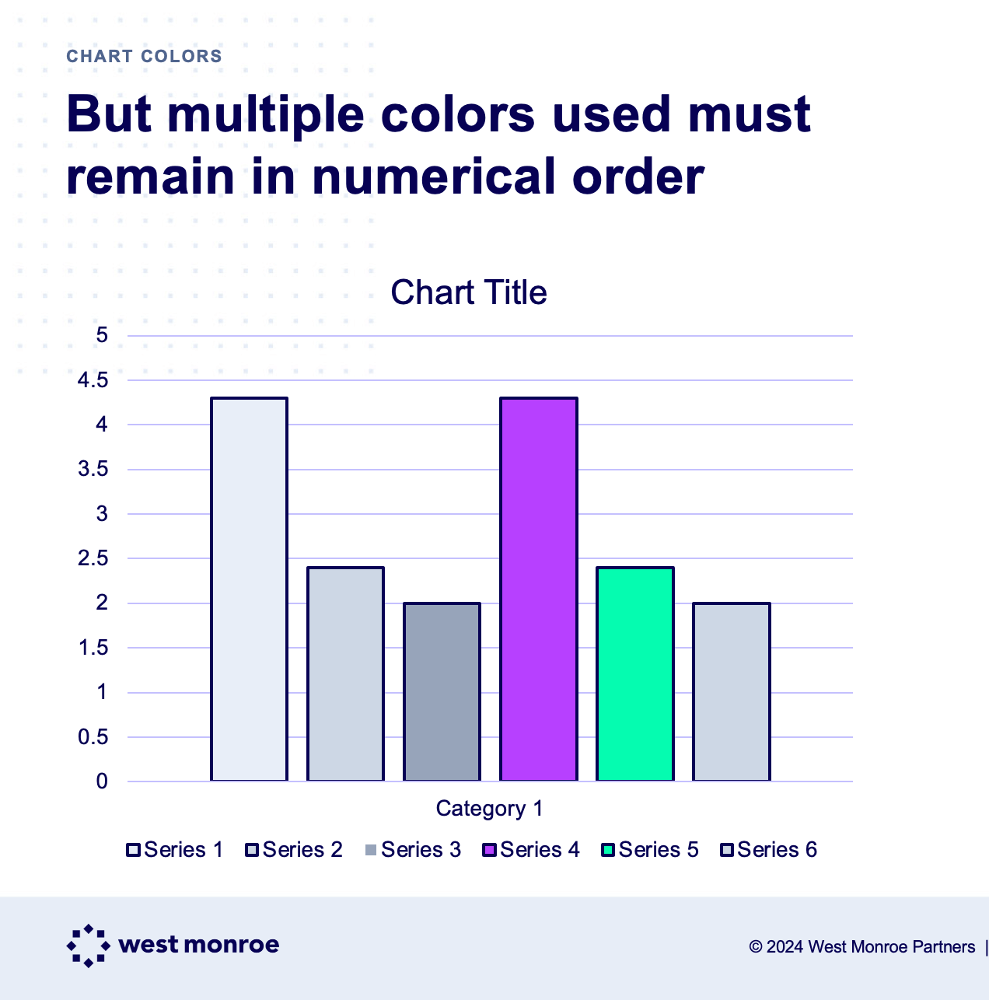 CHART COLORS
But multiple colors used must
remain in numerical order
Chart Title
5
4.5
4
3.5
3
2.5
2
1.5
1
0.5
0
Category 1
Series 1 Series 2 Series 3 Series 4 Series 5 Series 6
west monroe
© 2024 West Monroe Partners |